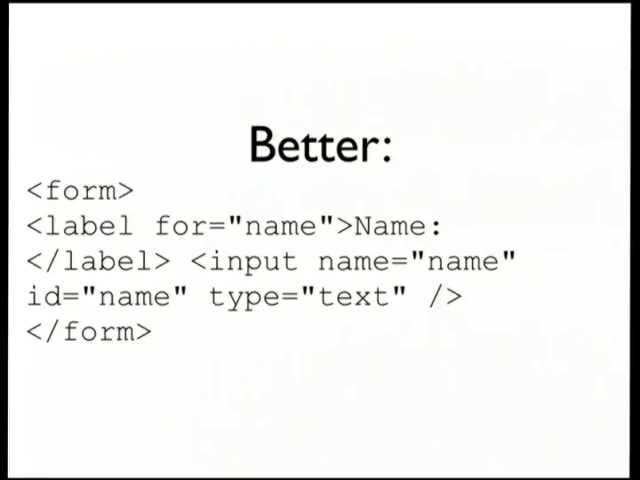 Better:
<form>
<label for="name">Name:
</label> <input name="name"
id="name" type="text" />
</form>